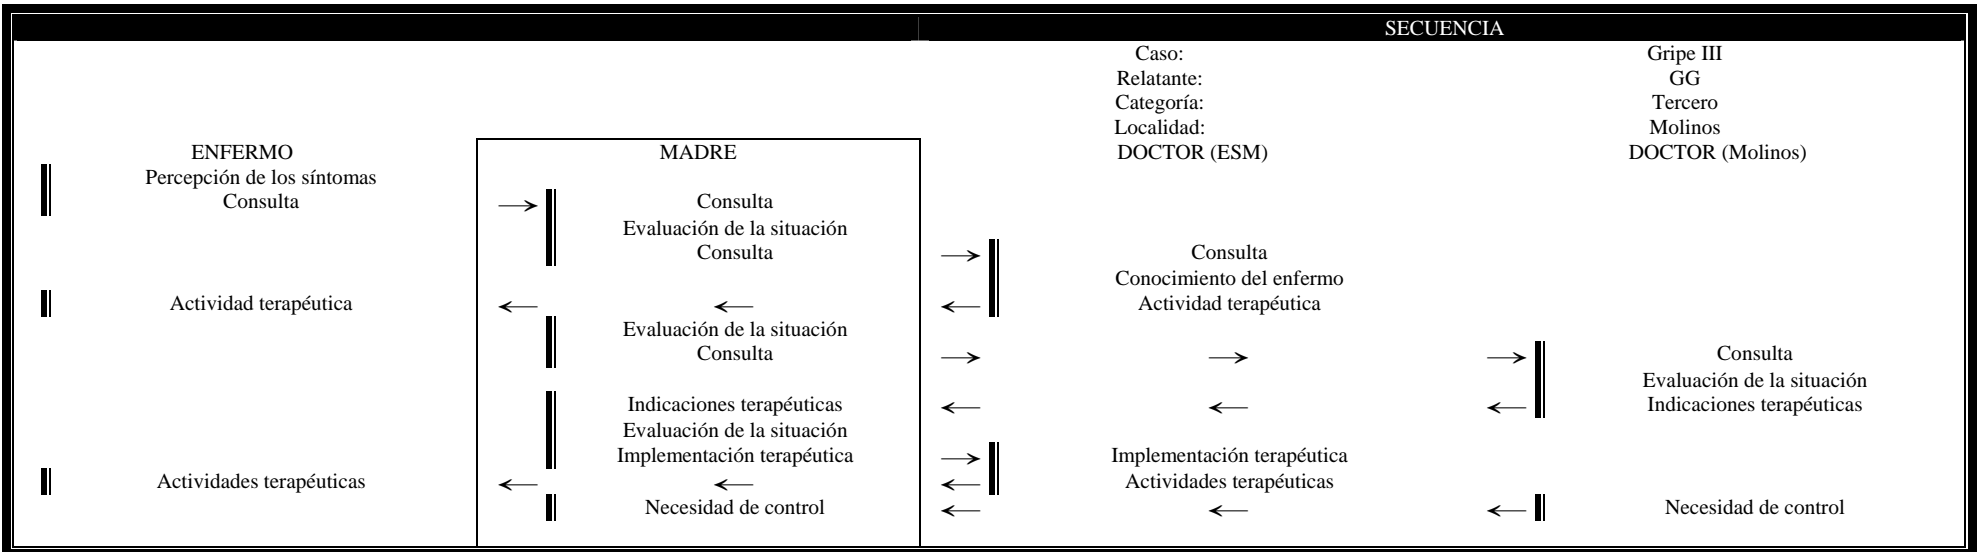 SECUENCIA
Caso: Gripe III
Relatante: GG
Categoría: Tercero
Localidad: Molinos
ENFERMO MADRE DOCTOR (ESM) DOCTOR (Molinos)
Percepción de los síntomas
Consulta → Consulta
Evaluación de la situación
Consulta → Consulta
Conocimiento del enfermo
Actividad terapéutica ← ← ← Actividad terapéutica
Evaluación de la situación
Consulta → → → Consulta
Evaluación de la situación
Indicaciones terapéuticas ← ← ← Indicaciones terapéuticas
Evaluación de la situación
Implementación terapéutica → Implementación terapéutica
Actividades terapéuticas ← ← ← Actividades terapéuticas
Necesidad de control ← ← ← Necesidad de control